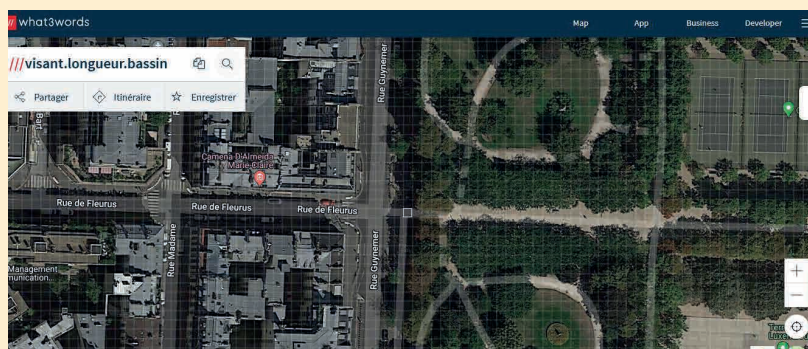 // what3words
Map
App
Business
Developer
///visant.longueur.bassin
Partager
Itinéraire
Enregistrer
Bart
Camena D'Almeida
Marie-Claire
Rue Guynemer
Rue de Fleurus
Rue de Fleurus
Rue de Fleurus
Rue Madame
Rue Guynemer
Management